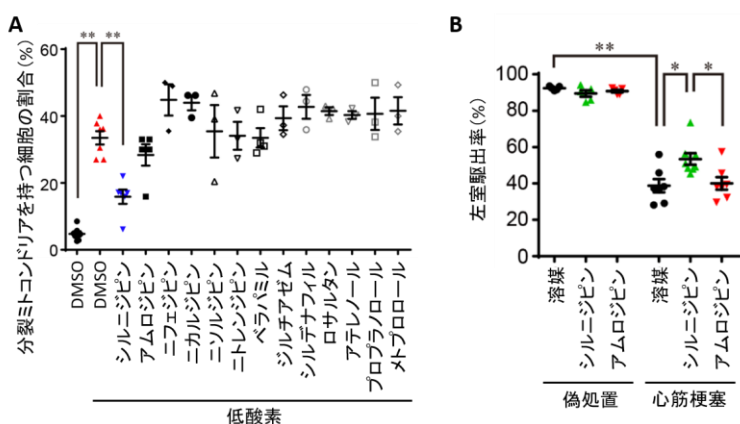 A
分裂ミトコンドリアを持つ細胞の割合(%)
60
40
20
0
**
**
DMSO
DMSO
シルニジピン
アムロジピン
ニフェジピン
ニカルジピン
ニソルジピン
ニトレンジピン
ベラパミル
ジルチアゼム
シルデナフィル
ロサルタン
アテレノール
プロプラノロール
メトプロロール
低酸素
B
左室駆出率(%)
100
80
60
40
20
0
**
*
*
溶媒
シルニジピン
アムロジピン
溶媒
シルニジピン
アムロジピン
偽処置
心筋梗塞